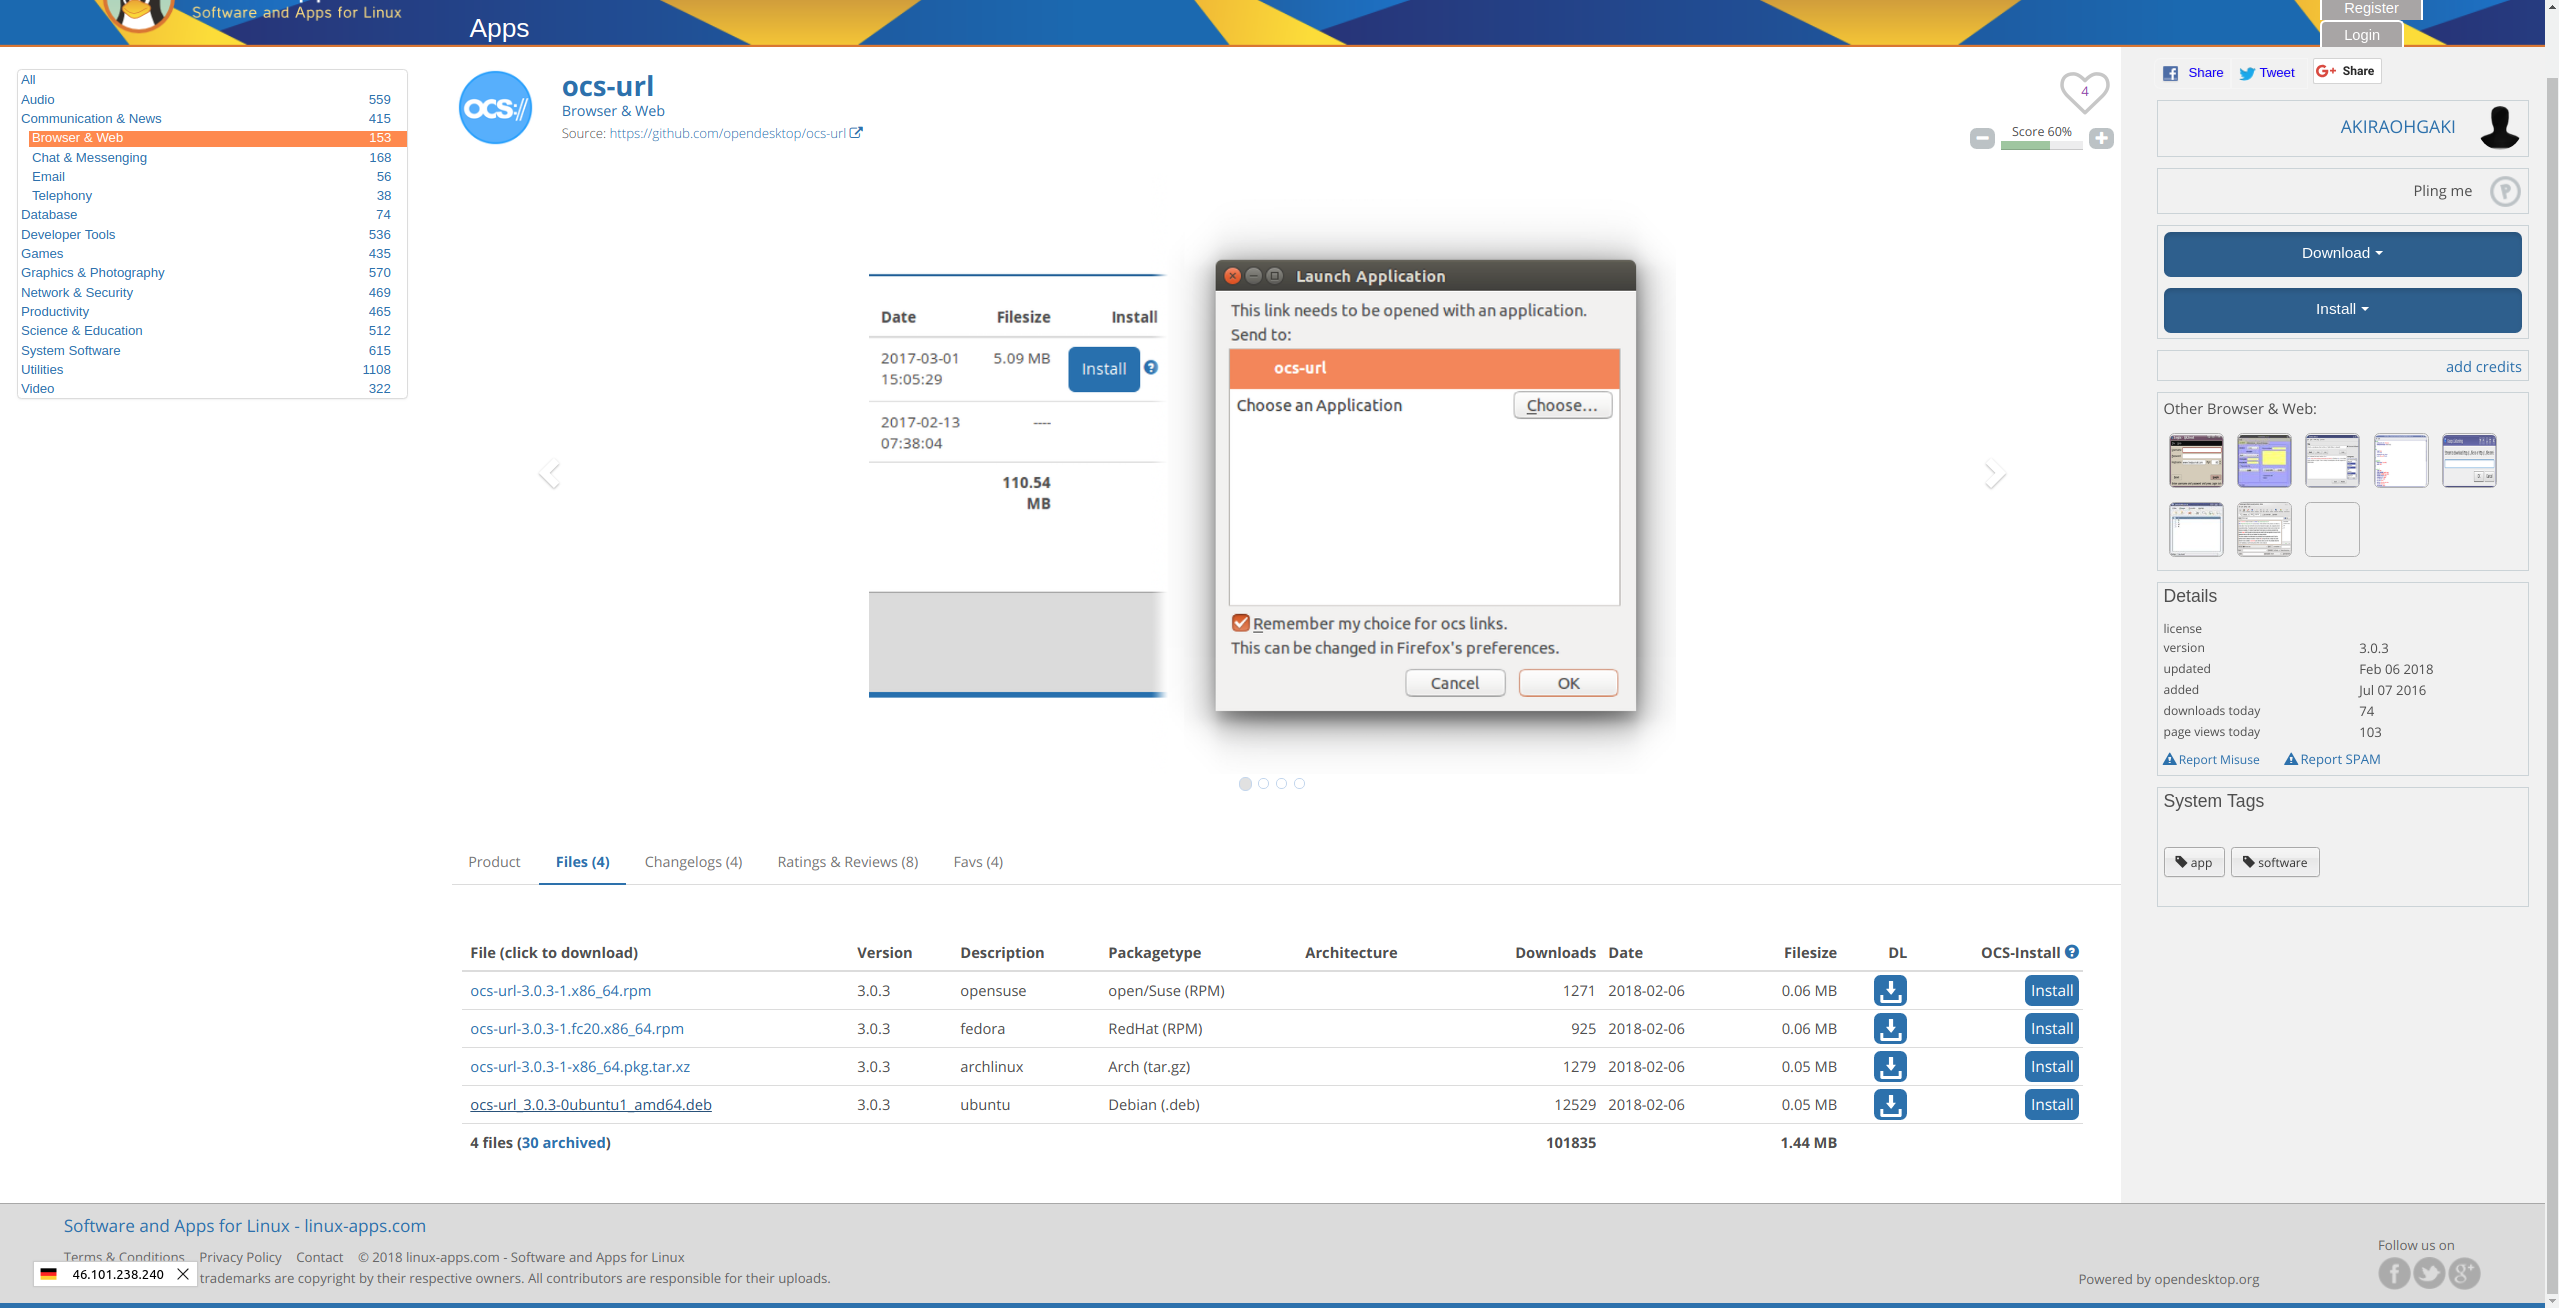 Software and Apps for Linux
Apps
Register
Login
All
Audio 559
Communication & News 415
Browser & Web 153
Chat & Messenging 168
Email 56
Telephony 38
Database 74
Developer Tools 536
Games 435
Graphics & Photography 570
Network & Security 469
Productivity 465
Science & Education 512
System Software 615
Utilities 1108
Video 322
OCS://
ocs-url
Browser & Web
Source: https://github.com/opendesktop/ocs-url
4
Score 60%
Date Filesize Install
2017-03-01 5.09 MB Install
15:05:29
2017-02-13 ----
07:38:04
110.54
MB
Launch Application
This link needs to be opened with an application.
Send to:
ocs-url
Choose an Application Choose...
Remember my choice for ocs links.
This can be changed in Firefox's preferences.
Cancel OK
Product Files (4) Changelogs (4) Ratings & Reviews (8) Favs (4)
File (click to download) Version Description Packagetype Architecture Downloads Date Filesize DL OCS-Install
ocs-url-3.0.3-1.x86_64.rpm 3.0.3 opensuse open/Suse (RPM) 1271 2018-02-06 0.06 MB Install
ocs-url-3.0.3-1.fc20.x86_64.rpm 3.0.3 fedora RedHat (RPM) 925 2018-02-06 0.06 MB Install
ocs-url-3.0.3-1-x86_64.pkg.tar.xz 3.0.3 archlinux Arch (tar.gz) 1279 2018-02-06 0.05 MB Install
ocs-url_3.0.3-0ubuntu1_amd64.deb 3.0.3 ubuntu Debian (.deb) 12529 2018-02-06 0.05 MB Install
4 files (30 archived) 101835 1.44 MB
Share Tweet G+ Share
AKIRAOHGAKI
Pling me
Download
Install
add credits
Other Browser & Web:
Details
license
version 3.0.3
updated Feb 06 2018
added Jul 07 2016
downloads today 74
page views today 103
Report Misuse Report SPAM
System Tags
app software
Software and Apps for Linux - linux-apps.com
Terms & Conditions Privacy Policy Contact © 2018 linux-apps.com - Software and Apps for Linux
46.101.238.240
trademarks are copyright by their respective owners. All contributors are responsible for their uploads.
Powered by opendesktop.org
Follow us on